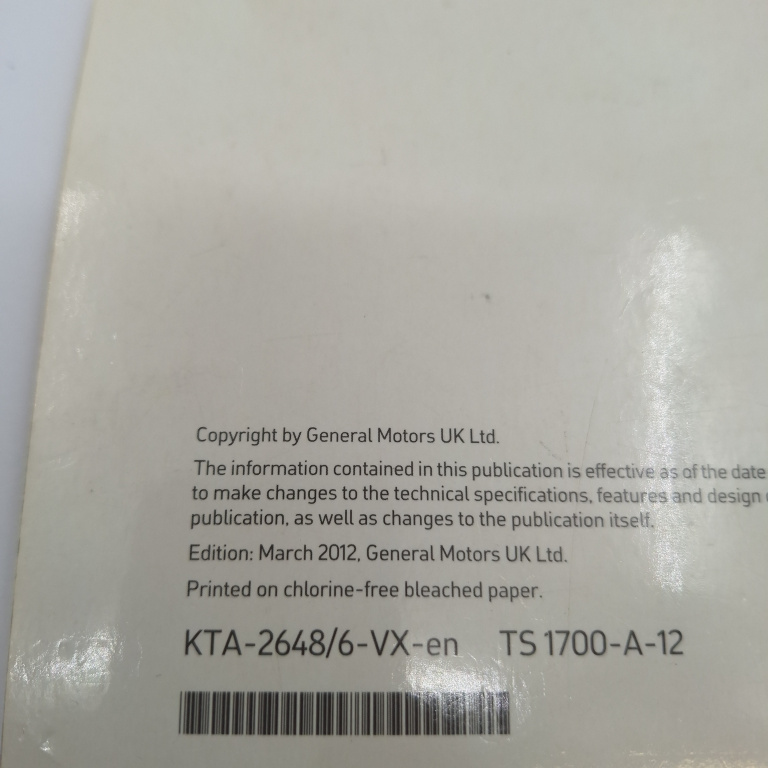 Copyright by General Motors UK Ltd.
The information contained in this publication is effective as of the date
to make changes to the technical specifications, features and design
publication, as well as changes to the publication itself.
Edition: March 2012, General Motors UK Ltd.
Printed on chlorine-free bleached paper.
KTA-2648/6-VX-en TS 1700-A-12